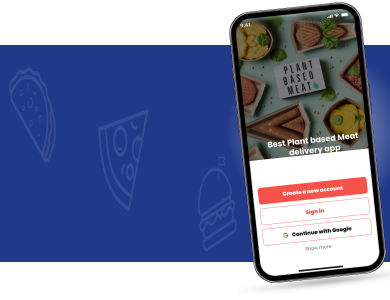 9:41
PLANT
BASED
MEAT
Best Plant based Meat
delivery app
Create a new account
Sign in
G Continue with Google
Show more